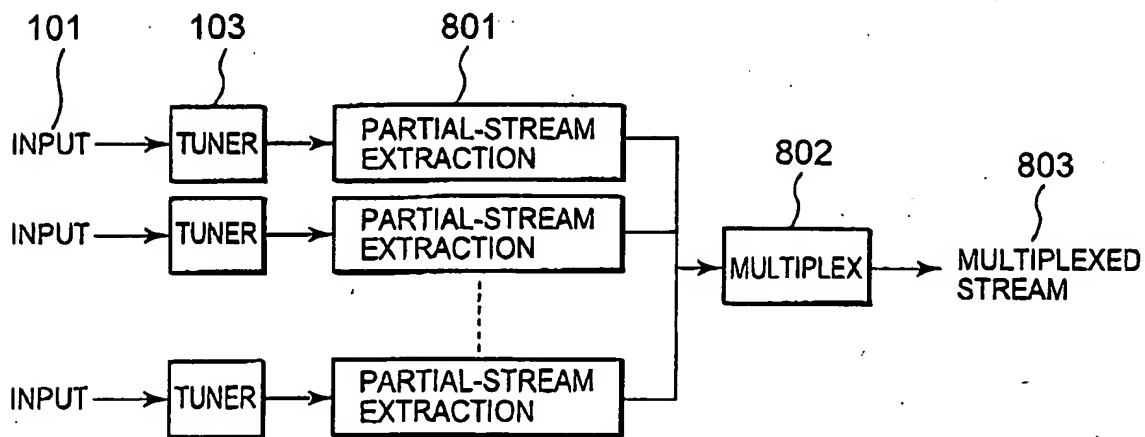 101
103
801
INPUT
TUNER
PARTIAL-STREAM
EXTRACTION
INPUT
TUNER
PARTIAL-STREAM
EXTRACTION
802
MULTIPLEX
803
MULTIPLEXED
STREAM
INPUT
TUNER
PARTIAL-STREAM
EXTRACTION